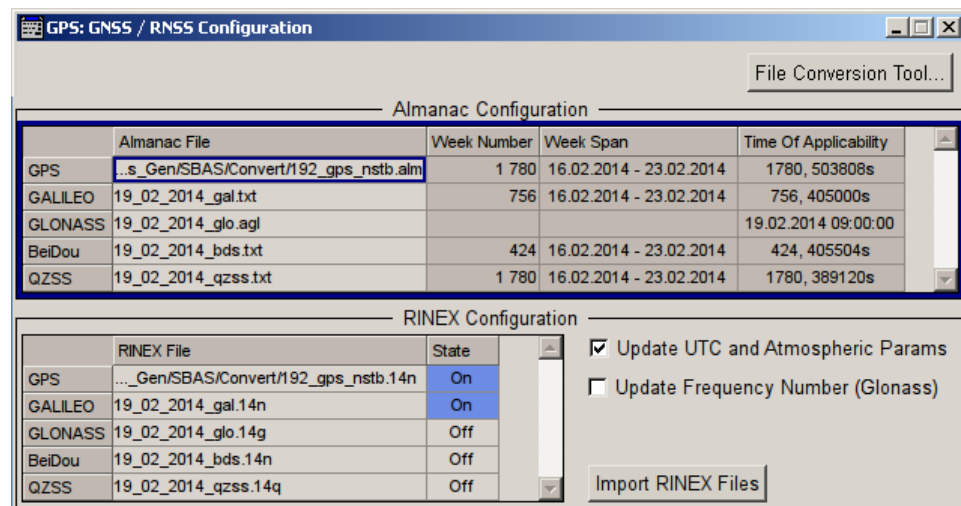 GPS: GNSS / RNSS Configuration
File Conversion Tool...
Almanac Configuration
Almanac File Week Number Week Span Time Of Applicability
GPS ...s_Gen/SBAS/Convert/192_gps_nstb.alm 1 780 16.02.2014 - 23.02.2014 1780, 503808s
GALILEO 19_02_2014_gal.txt 756 16.02.2014 - 23.02.2014 756, 405000s
GLONASS 19_02_2014_glo.agl 19.02.2014 09:00:00
BeiDou 19_02_2014_bds.txt 424 16.02.2014 - 23.02.2014 424, 405504s
QZSS 19_02_2014_qzss.txt 1 780 16.02.2014 - 23.02.2014 1780, 389120s
RINEX Configuration
RINEX File State
GPS ..._Gen/SBAS/Convert/192_gps_nstb.14n On
GALILEO 19_02_2014_gal.14n On
GLONASS 19_02_2014_glo.14g Off
BeiDou 19_02_2014_bds.14n Off
QZSS 19_02_2014_qzss.14q Off
Update UTC and Atmospheric Params
Update Frequency Number (Glonass)
Import RINEX Files